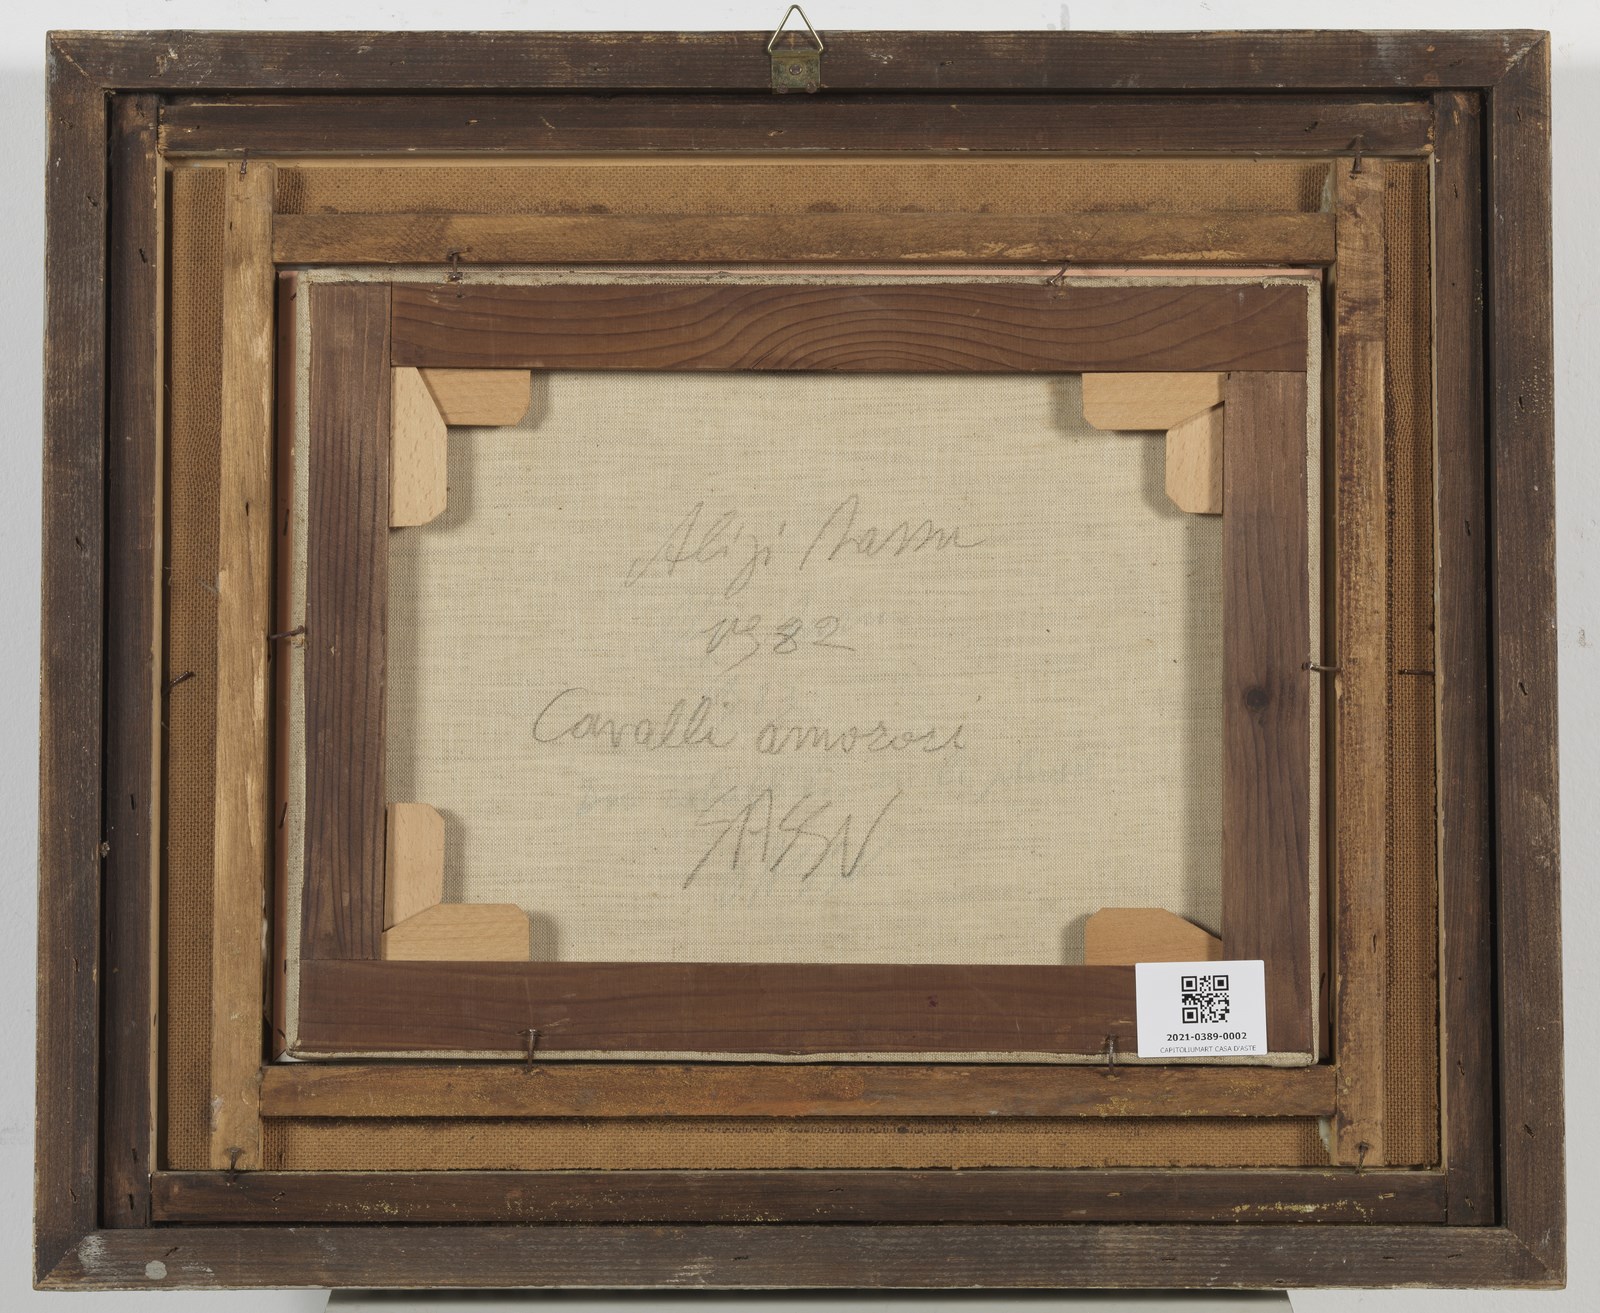 Aligi Sassu
1982
Cavalli amorosi
SASSU
2021-0389-0002
CAPITOLIUMART CASA D'ASTE